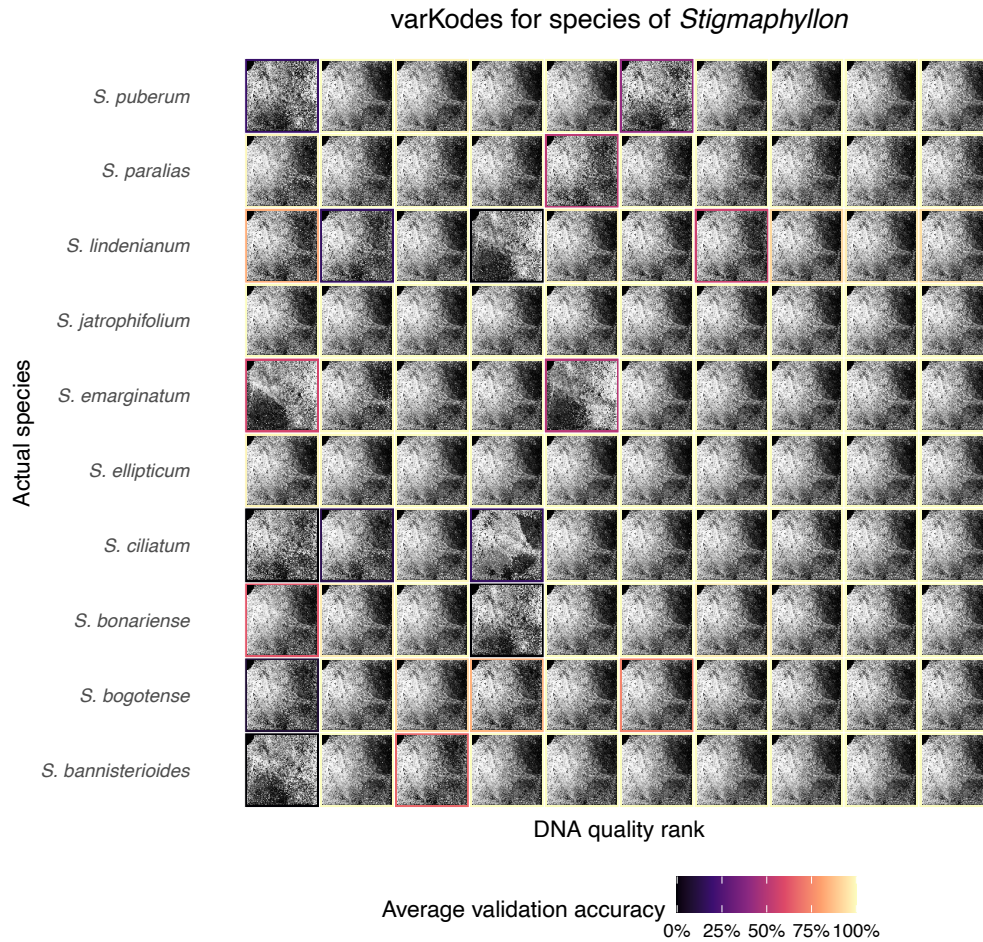 varKodes for species of Stigmaphyllon
S. puberum
S. paralias
S. lindenianum
S. jatrophifolium
S. emarginatum
S. ellipticum
S. ciliatum
S. bonariense
S. bogotense
S. bannisterioides
Actual species
DNA quality rank
Average validation accuracy
0% 25% 50% 75% 100%